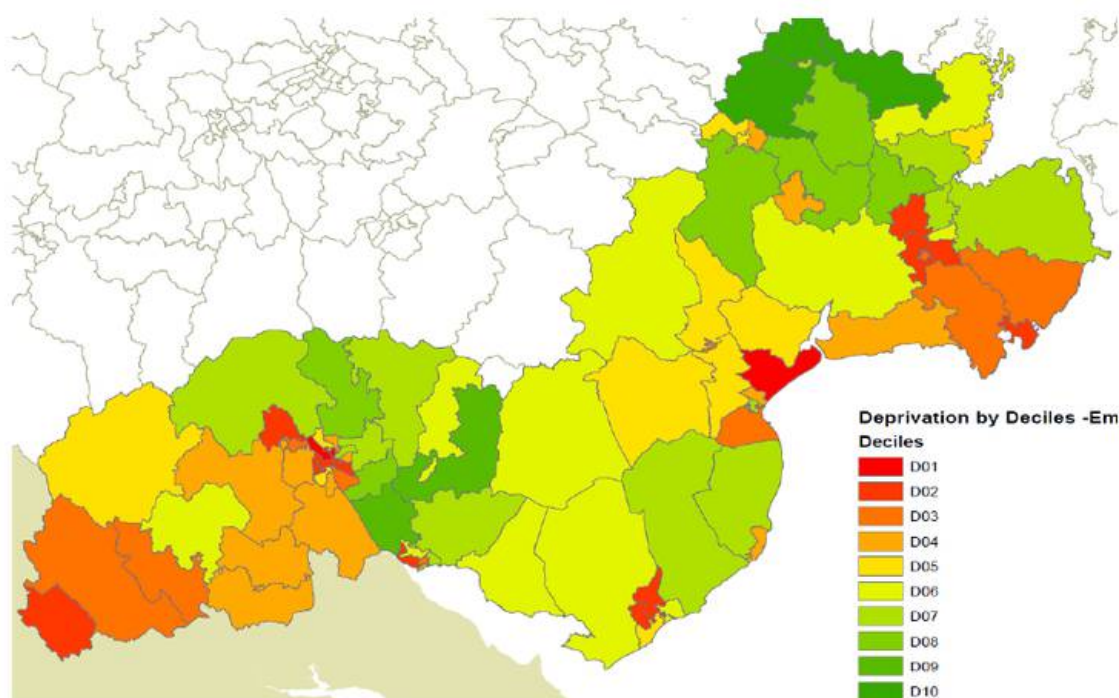 Deprivation by Deciles -Em
Deciles
D01
D02
D03
D04
D05
D06
D07
D08
D09
D10